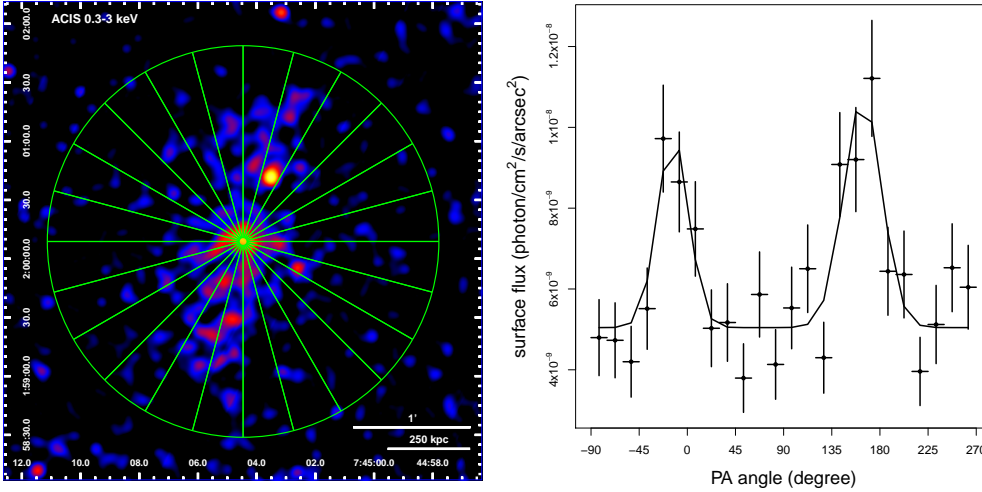 ACIS 0.3-3 keV
02:00.0
30.0
01:00.0
30.0
2:00:00.0
30.0
1:59:00.0
58:30.0
1'
250 kpc
12.0 10.0 08.0 06.0 04.0 02.0 7:45:00.0 44:58.0
surface flux (photon/cm²/s/arcsec²)
1.2x10⁻⁸
1x10⁻⁸
8x10⁻⁹
6x10⁻⁹
4x10⁻⁹
−90 −45 0 45 90 135 180 225 270
PA angle (degree)